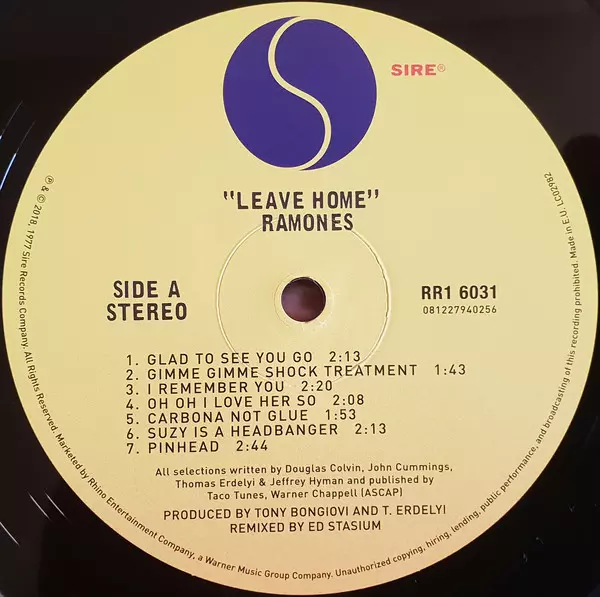 SIRE®
"LEAVE HOME"
RAMONES
SIDE A
STEREO
RR1 6031
081227940256
1. GLAD TO SEE YOU GO 2:13
2. GIMME GIMME SHOCK TREATMENT 1:43
3. I REMEMBER YOU 2:20
4. OH OH I LOVE HER SO 2:08
5. CARBONA NOT GLUE 1:53
6. SUZY IS A HEADBANGER 2:13
7. PINHEAD 2:44
All selections written by Douglas Colvin, John Cummings,
Thomas Erdelyi & Jeffrey Hyman and published by
Taco Tunes, Warner Chappell (ASCAP)
PRODUCED BY TONY BONGIOVI AND T. ERDELYI
REMIXED BY ED STASIUM
℗ & © 2018, 1977 Sire Records Company. All Rights Reserved. Marketed by Rhino Entertainment Company, a Warner Music Group Company. Unauthorized copying, hiring, lending, public performance, and broadcasting of this recording prohibited. Made in E.U. LC02982